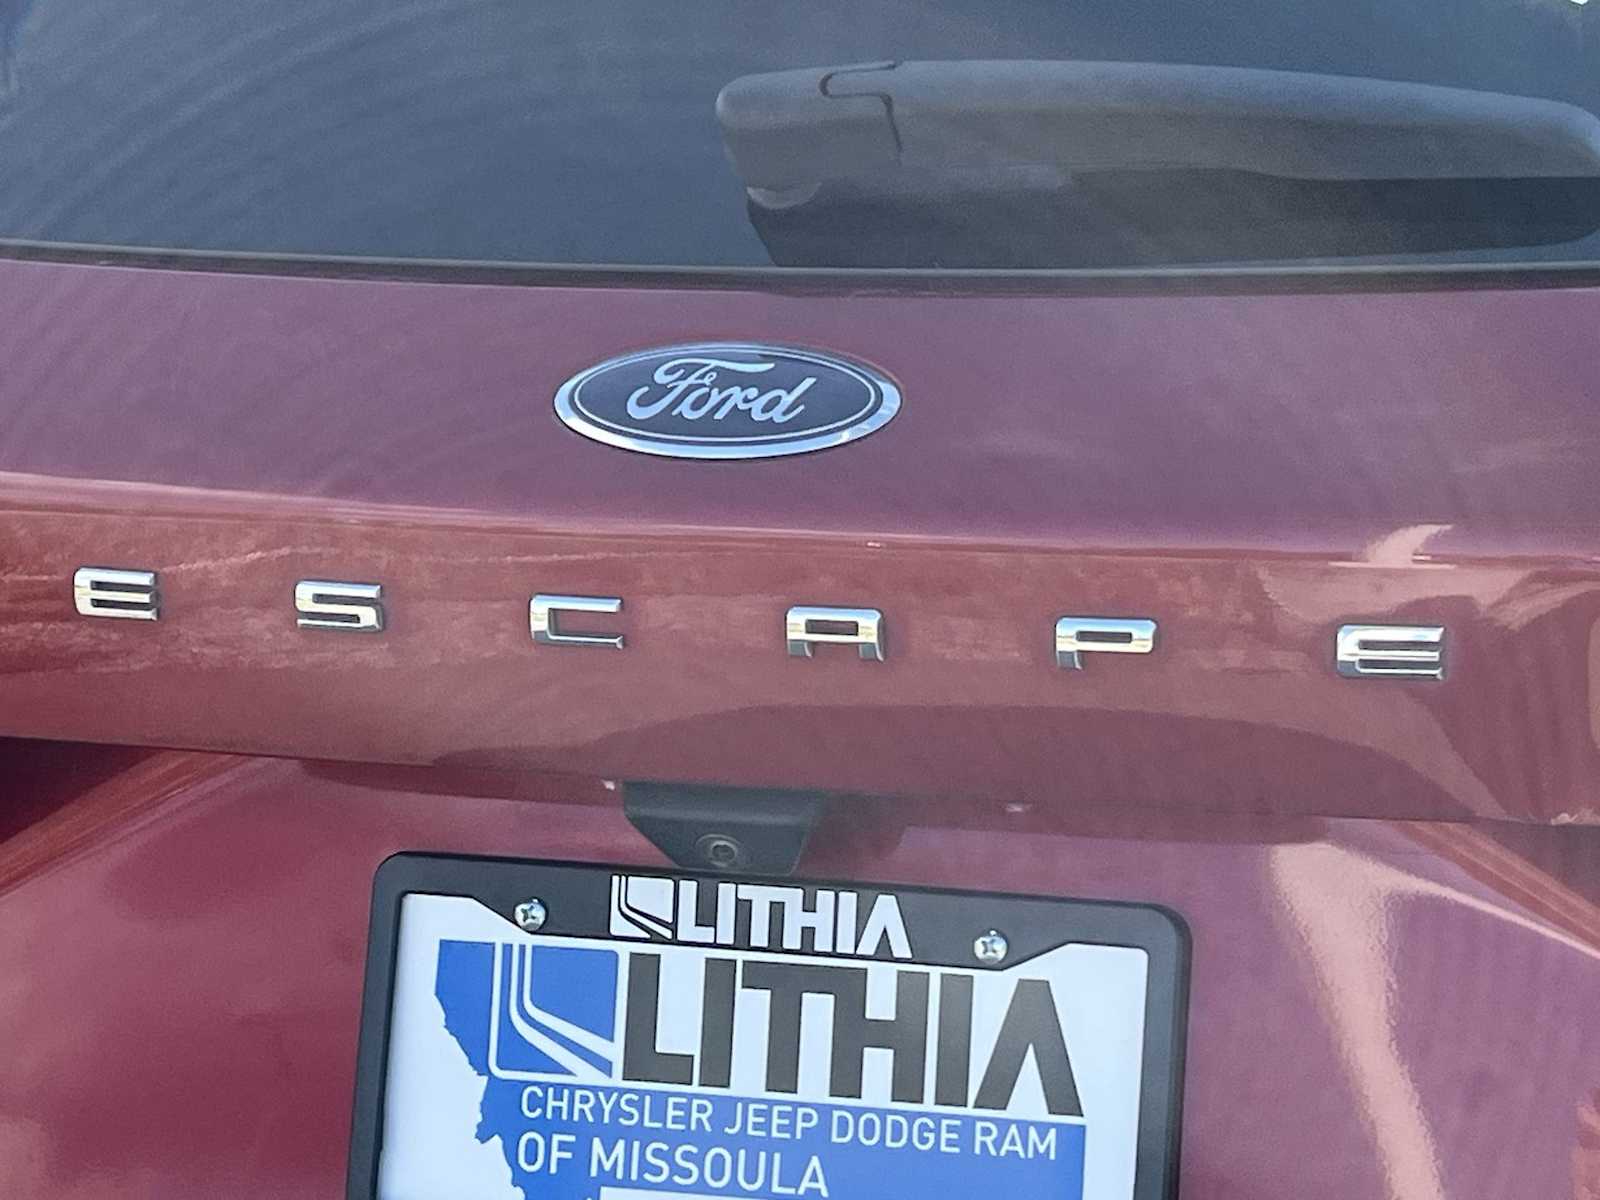 Ford
ESCAPE
LITHIA
LITHIA
CHRYSLER JEEP DODGE RAM
OF MISSOULA